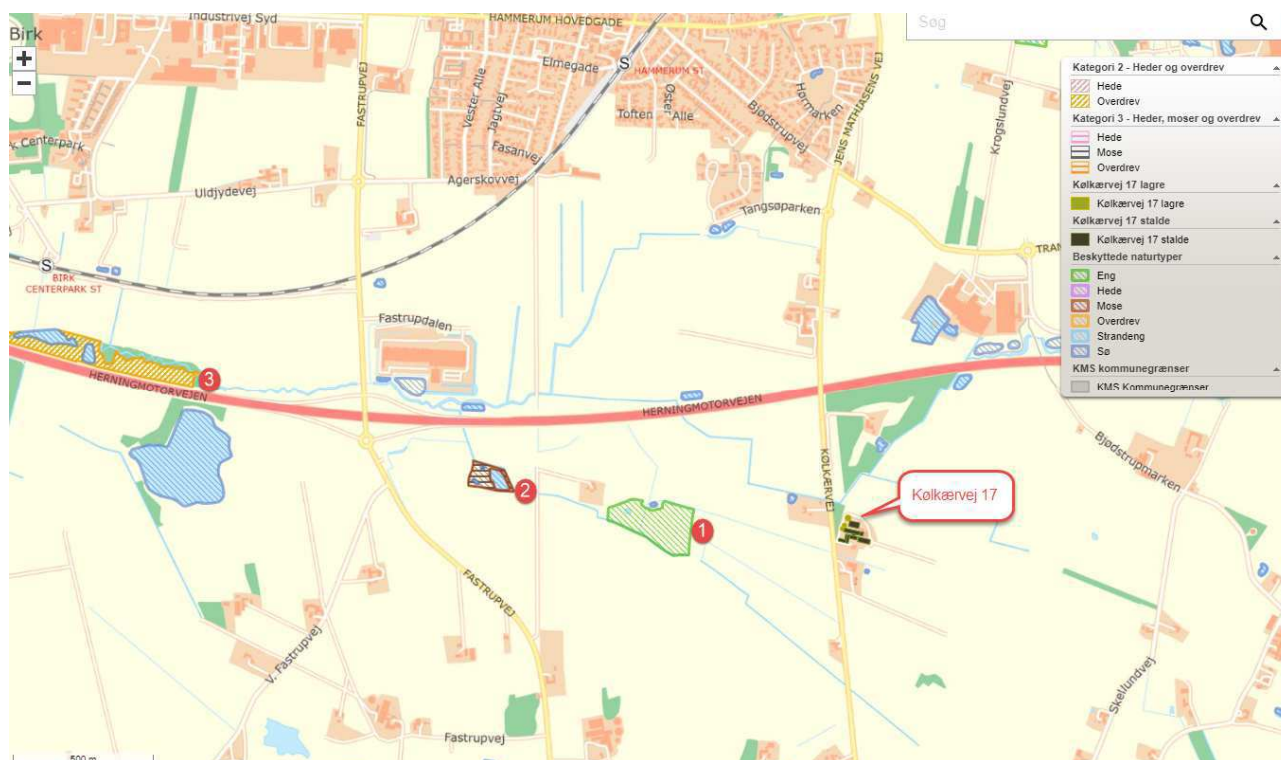 Industrivej Syd
HAMMERUM HOVEDGADE
Søg
Birk
+
−
Elmegade
S
HAMMERUM ST
Vester Alle
Jagtvej
Toften
Øster Alle
Bjødstrupvej
Hørmarken
JENS MATHIASENS VEJ
Krogslundvej
FASTRUPVEJ
Fasanvej
Agerskovvej
Centerpark
Uldjydevej
Tangsøparken
TRAN
S
BIRK
CENTERPARK ST
Fastrupdalen
3
HERNINGMOTORVEJEN
HERNINGMOTORVEJEN
KØLKÆRVEJ
Bjødstrupmarken
2
1
Kølkærvej 17
FASTRUPVEJ
V. Fastrupvej
Skellundvej
Fastrupvej
500 m
Kategori 2 - Heder og overdrev
Hede
Overdrev
Kategori 3 - Heder, moser og overdrev
Hede
Mose
Overdrev
Kølkærvej 17 lagre
Kølkærvej 17 lagre
Kølkærvej 17 stalde
Kølkærvej 17 stalde
Beskyttede naturtyper
Eng
Hede
Mose
Overdrev
Strandeng
Sø
KMS kommunegrænser
KMS Kommunegrænser